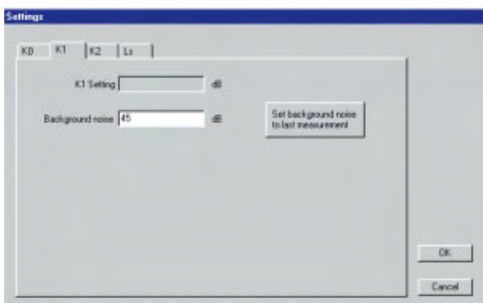 Settings
K0 K1 K2 Ls
K1 Setting dB
Background noise 45 dB
Set background noise
to last measurement
OK
Cancel